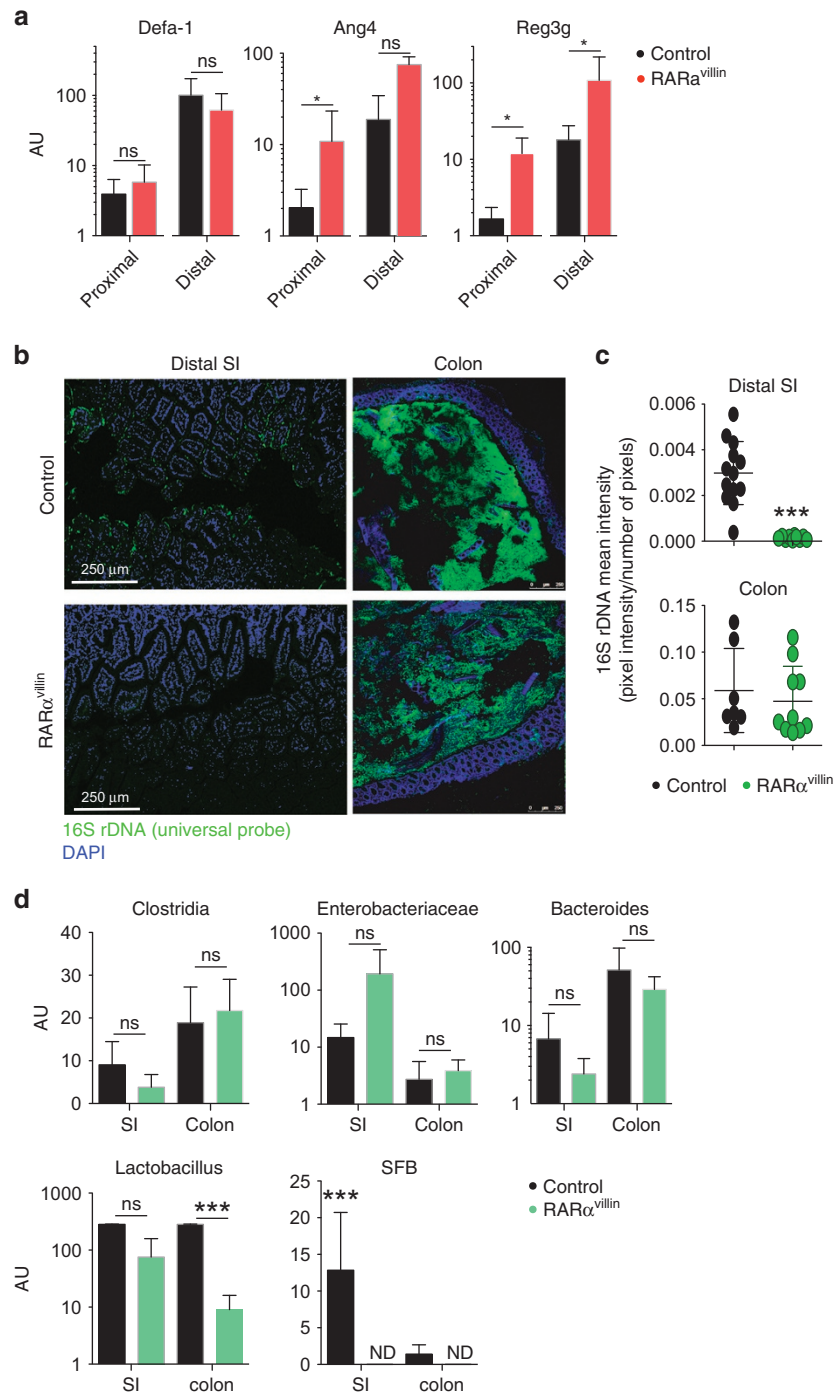 a
Defa-1
Ang4
Reg3g
Control
RARa^villin
AU
100
10
1
ns
ns
Proximal
Distal
100
10
1
*
ns
Proximal
Distal
100
10
1
*
*
Proximal
Distal
b
Distal SI
Colon
Control
RARα^villin
250 μm
250 μm
16S rDNA (universal probe)
DAPI
c
Distal SI
16S rDNA mean intensity
(pixel intensity/number of pixels)
0.006
0.004
0.002
0.000
***
Colon
0.15
0.10
0.05
0.00
Control
RARα^villin
d
Clostridia
AU
40
30
20
10
0
ns
ns
SI
Colon
Enterobacteriaceae
1000
100
10
1
ns
ns
SI
Colon
Bacteroides
100
10
1
ns
ns
SI
Colon
Lactobacillus
AU
1000
100
10
1
ns
***
SI
colon
SFB
25
20
15
10
5
0
***
ND
ND
SI
colon
Control
RARα^villin